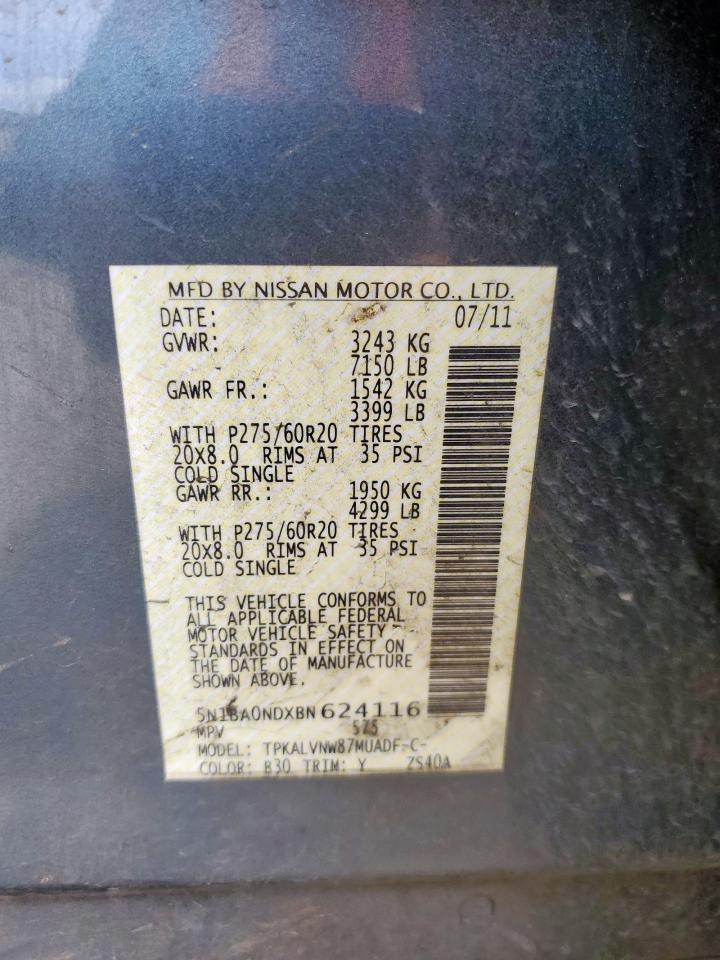 MFD BY NISSAN MOTOR CO., LTD.
DATE: 07/11
GVWR: 3243 KG
7150 LB
GAWR FR.: 1542 KG
3399 LB
WITH P275/60R20 TIRES
20X8.0 RIMS AT 35 PSI
COLD SINGLE
GAWR RR.: 1950 KG
4299 LB
WITH P275/60R20 TIRES
20X8.0 RIMS AT 35 PSI
COLD SINGLE
THIS VEHICLE CONFORMS TO
ALL APPLICABLE FEDERAL
MOTOR VEHICLE SAFETY
STANDARDS IN EFFECT ON
THE DATE OF MANUFACTURE
SHOWN ABOVE.
5N1BA0NDXBN 624116
MPV 575
MODEL: TPKALVNW87MUADF-C-
COLOR: B30 TRIM: Y ZS40A